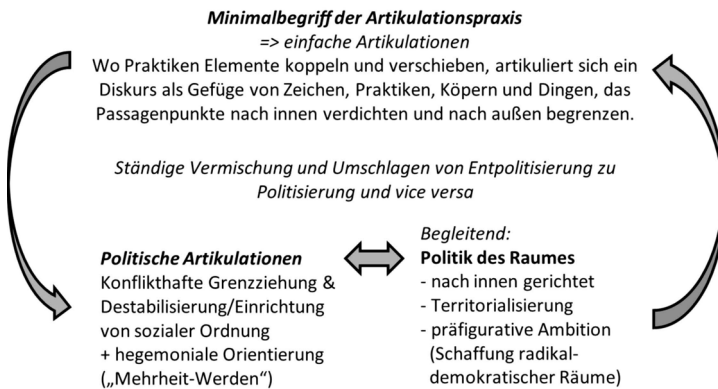 Minimalbegriff der Artikulationspraxis
=> einfache Artikulationen
Wo Praktiken Elemente koppeln und verschieben, artikuliert sich ein
Diskurs als Gefüge von Zeichen, Praktiken, Köpern und Dingen, das
Passagenpunkte nach innen verdichten und nach außen begrenzen.
Ständige Vermischung und Umschlagen von Entpolitisierung zu
Politisierung und vice versa
Politische Artikulationen
Konflikthafte Grenzziehung &
Destabilisierung/Einrichtung
von sozialer Ordnung
+ hegemoniale Orientierung
(„Mehrheit-Werden“)
Begleitend:
Politik des Raumes
- nach innen gerichtet
- Territorialisierung
- präfigurative Ambition
(Schaffung radikal-
demokratischer Räume)